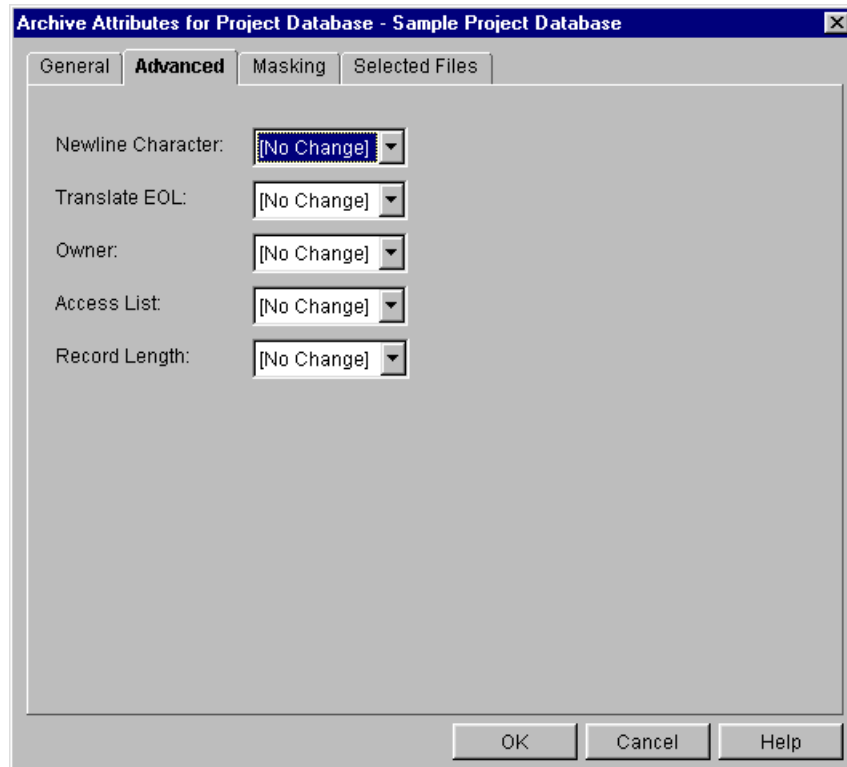 Archive Attributes for Project Database - Sample Project Database
General Advanced Masking Selected Files
Newline Character: [No Change]
Translate EOL: [No Change]
Owner: [No Change]
Access List: [No Change]
Record Length: [No Change]
OK Cancel Help